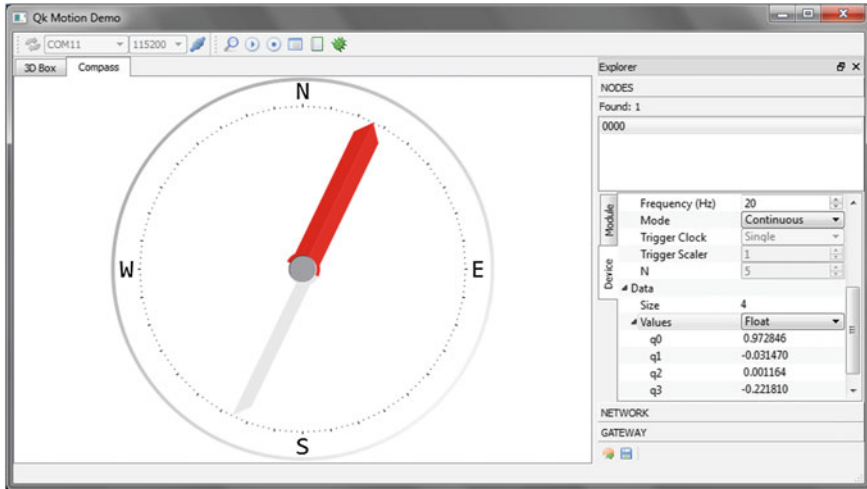 Qk Motion Demo
COM11 115200
3D Box Compass
N
W
E
S
Explorer
NODES
Found: 1
0000
Module
Device
Frequency (Hz) 20
Mode Continuous
Trigger Clock Single
Trigger Scaler 1
N 5
Data
Size 4
Values Float
q0 0.972846
q1 -0.031470
q2 0.001164
q3 -0.221810
NETWORK
GATEWAY